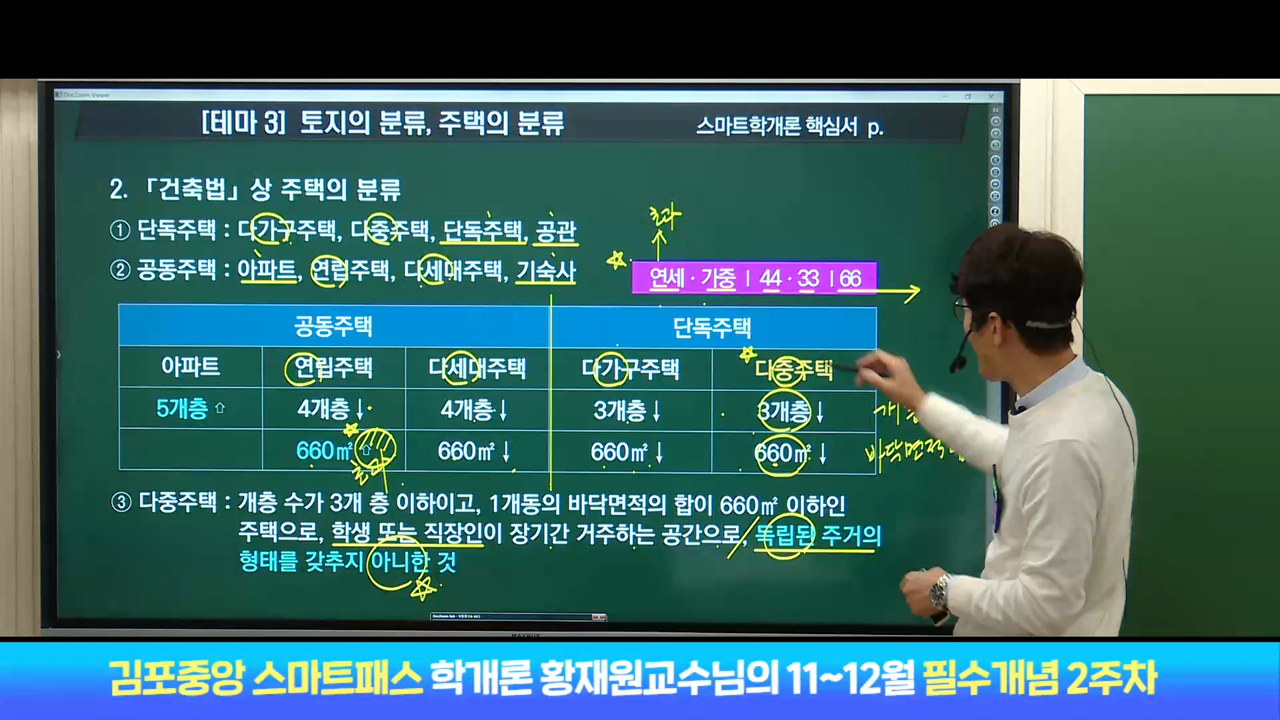 DocZoom Viewer
[테마 3] 토지의 분류, 주택의 분류
스마트학개론 핵심서 p.
2. 「건축법」상 주택의 분류
① 단독주택 : 다가구주택, 다중주택, 단독주택, 공관
초과
② 공동주택 : 아파트, 연립주택, 다세대주택, 기숙사
연세 · 가중 | 44 · 33 | 66
공동주택 단독주택
아파트 연립주택 다세대주택 다가구주택 다중주택
5개층⇧ 4개층↓ 4개층↓ 3개층↓ 3개층↓
660㎡⇧ 660㎡↓ 660㎡↓ 660㎡↓ 바닥면적
③ 다중주택 : 개층 수가 3개 층 이하이고, 1개동의 바닥면적의 합이 660㎡ 이하인
주택으로, 학생 또는 직장인이 장기간 거주하는 공간으로, 독립된 주거의
형태를 갖추지 아니한 것
김포중앙 스마트패스 학개론 황재원교수님의 11~12월 필수개념 2주차